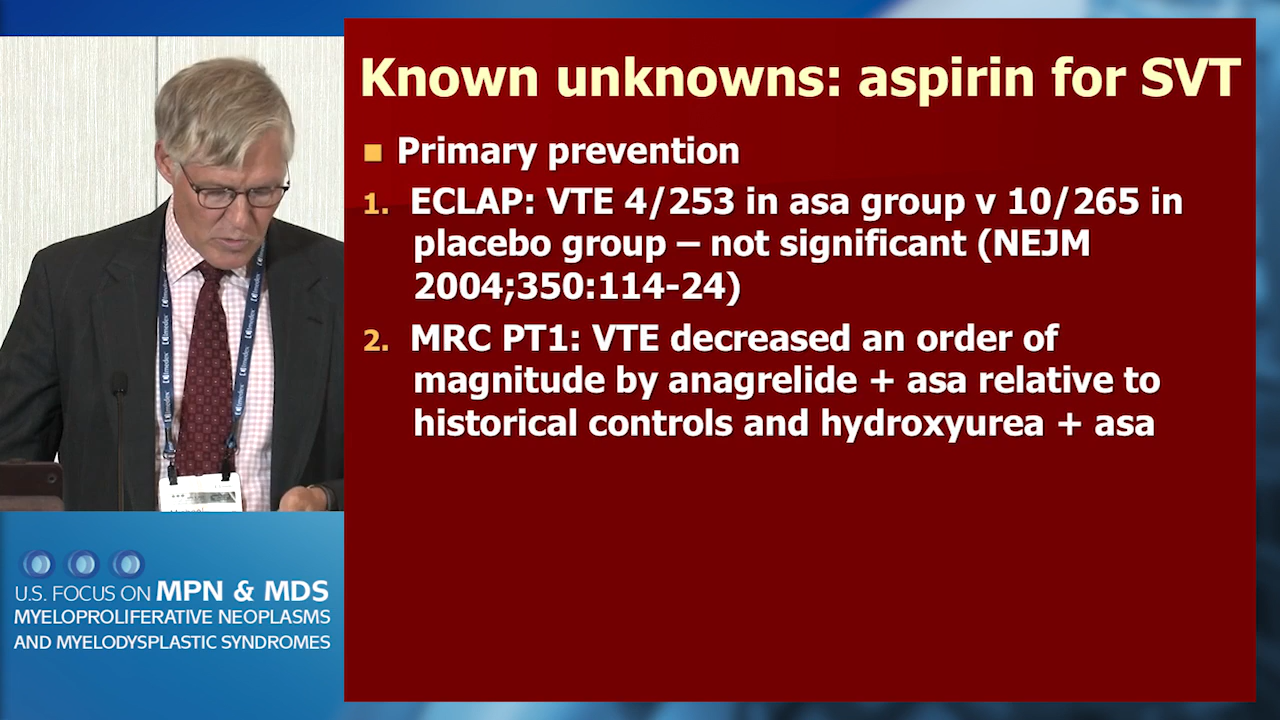 Known unknowns: aspirin for SVT
Primary prevention
1. ECLAP: VTE 4/253 in asa group v 10/265 in
placebo group – not significant (NEJM
2004;350:114-24)
2. MRC PT1: VTE decreased an order of
magnitude by anagrelide + asa relative to
historical controls and hydroxyurea + asa
imedex
imedex
U.S. FOCUS ON MPN & MDS
MYELOPROLIFERATIVE NEOPLASMS
AND MYELODYSPLASTIC SYNDROMES